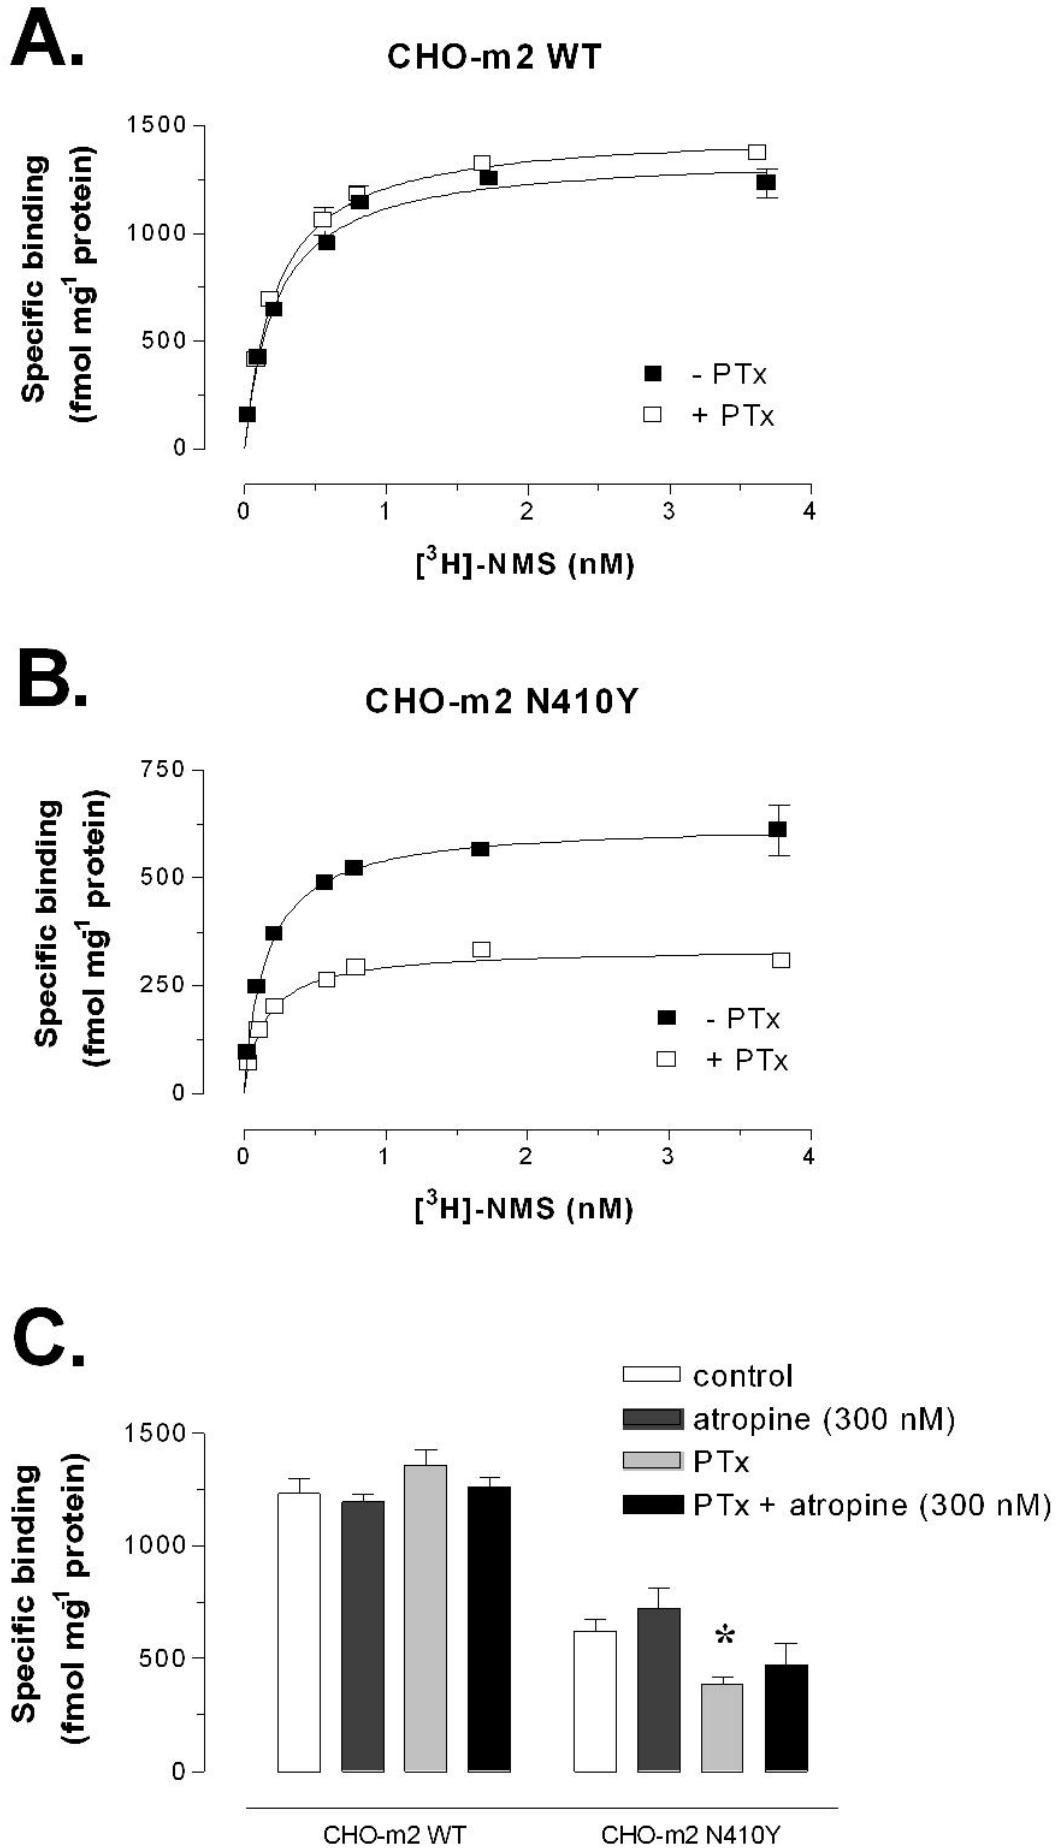 A.
CHO-m2 WT
Specific binding
(fmol mg-1 protein)
1500
1000
500
0
- PTx
+ PTx
0 1 2 3 4
[3H]-NMS (nM)
B.
CHO-m2 N410Y
Specific binding
(fmol mg-1 protein)
750
500
250
0
- PTx
+ PTx
0 1 2 3 4
[3H]-NMS (nM)
C.
control
atropine (300 nM)
PTx
PTx + atropine (300 nM)
Specific binding
(fmol mg-1 protein)
1500
1000
500
0
*
CHO-m2 WT CHO-m2 N410Y